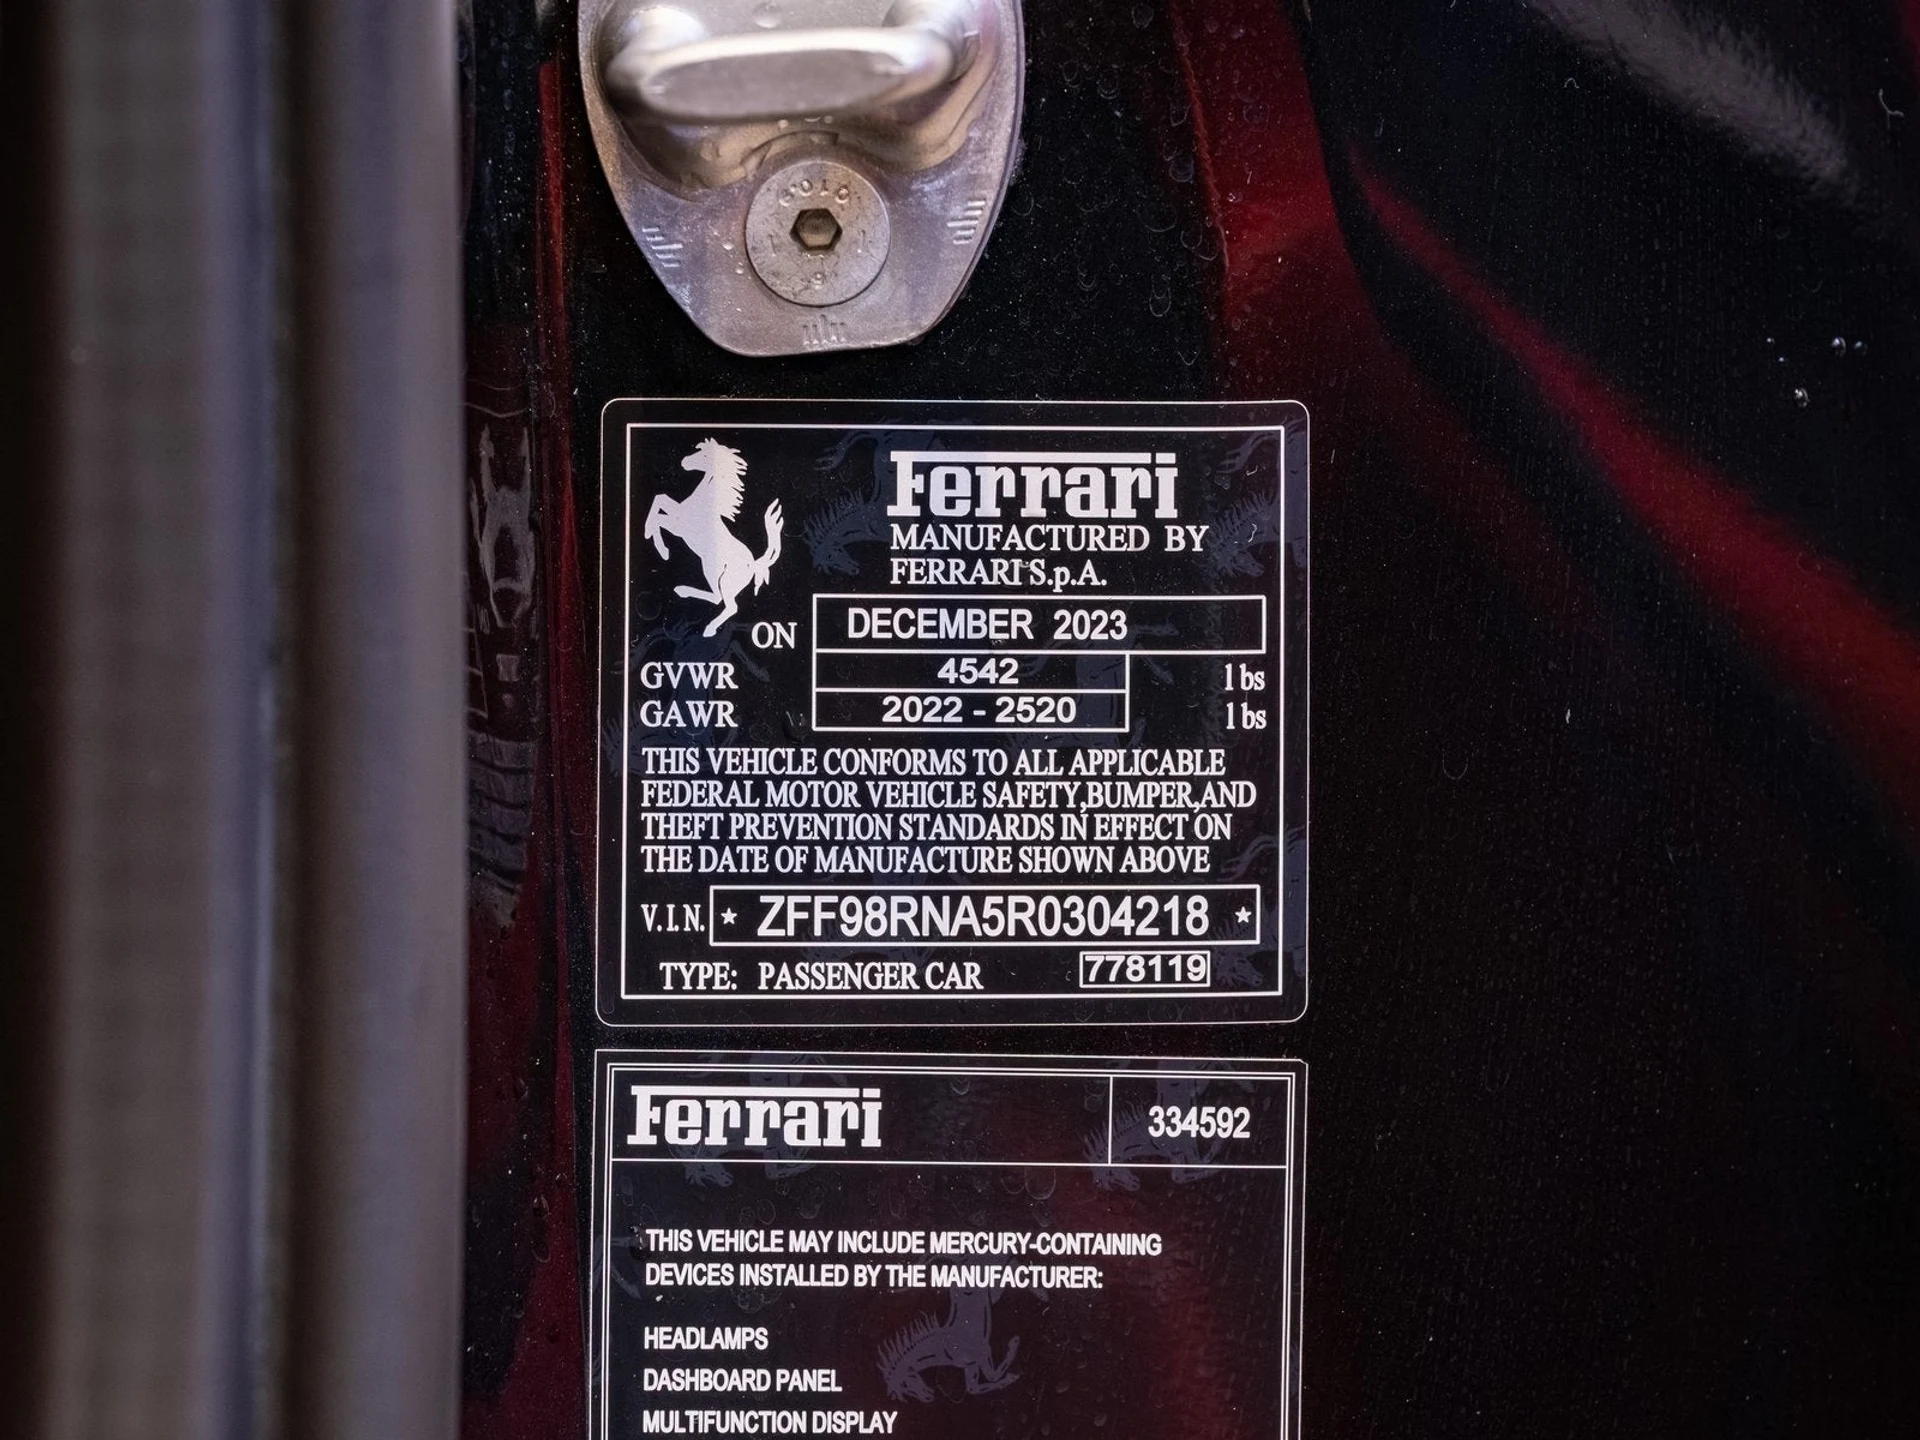 Ferrari
MANUFACTURED BY
FERRARI S.p.A.
ON DECEMBER 2023
GVWR 4542 lbs
GAWR 2022 - 2520 lbs
THIS VEHICLE CONFORMS TO ALL APPLICABLE
FEDERAL MOTOR VEHICLE SAFETY,BUMPER,AND
THEFT PREVENTION STANDARDS IN EFFECT ON
THE DATE OF MANUFACTURE SHOWN ABOVE
V.I.N. * ZFF98RNA5R0304218 *
TYPE: PASSENGER CAR 778119
Ferrari 334592
THIS VEHICLE MAY INCLUDE MERCURY-CONTAINING
DEVICES INSTALLED BY THE MANUFACTURER:
HEADLAMPS
DASHBOARD PANEL
MULTIFUNCTION DISPLAY